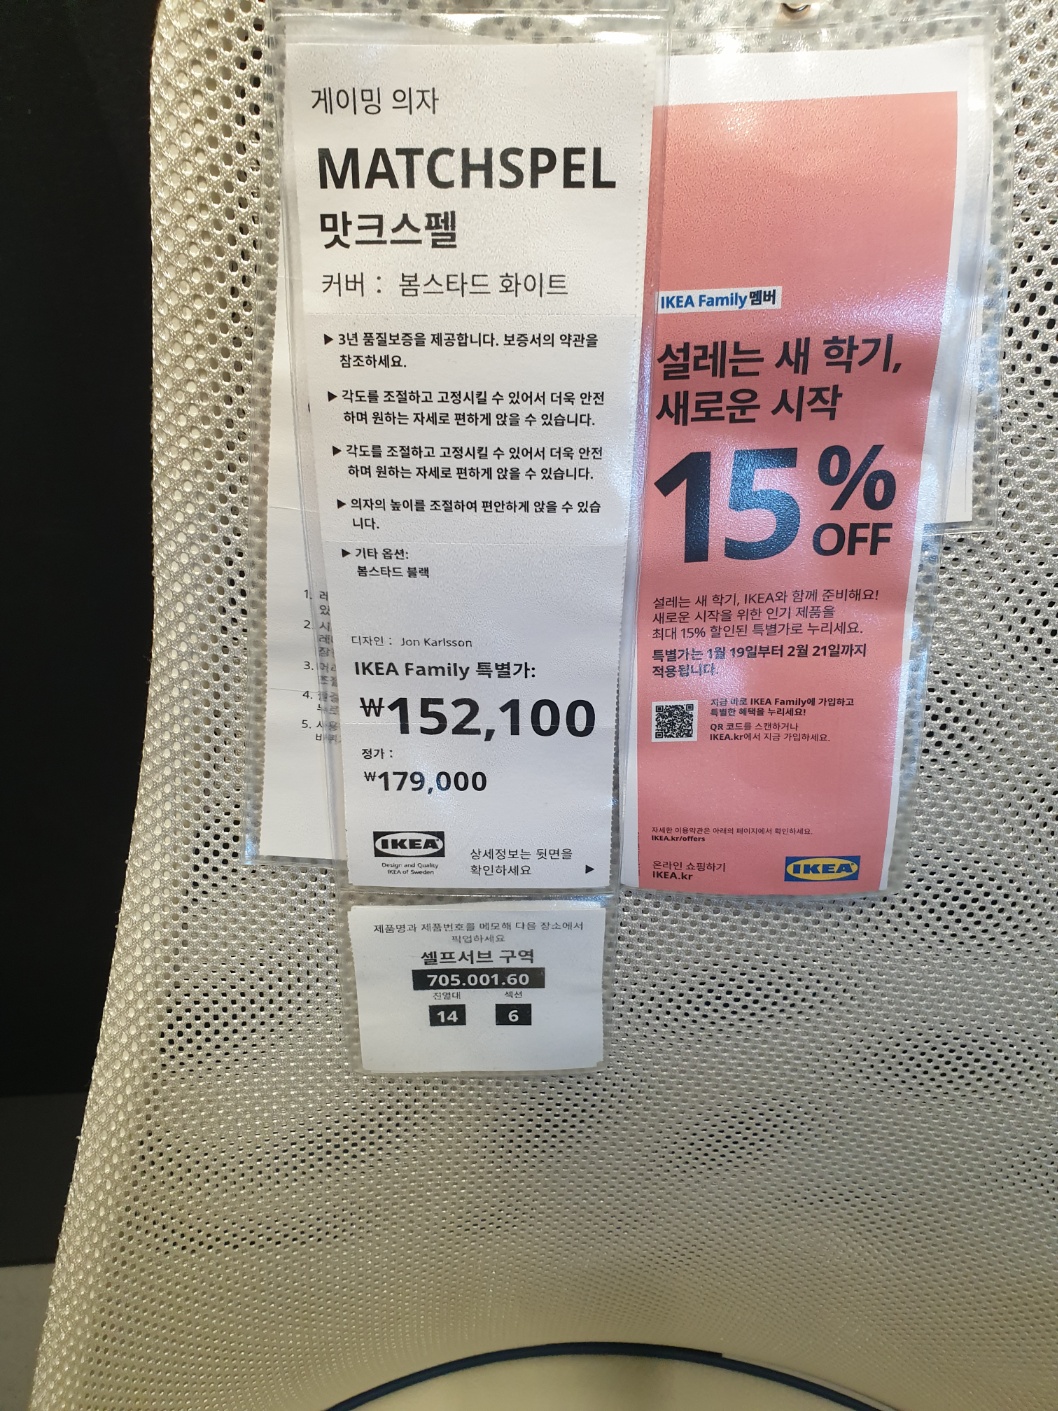 게이밍 의자
MATCHSPEL
맛크스펠
커버 : 봄스타드 화이트
▶ 3년 품질보증을 제공합니다. 보증서의 약관을
참조하세요.
▶ 각도를 조절하고 고정시킬 수 있어서 더욱 안전
하며 원하는 자세로 편하게 앉을 수 있습니다.
▶ 각도를 조절하고 고정시킬 수 있어서 더욱 안전
하며 원하는 자세로 편하게 앉을 수 있습니다.
▶ 의자의 높이를 조절하여 편안하게 앉을 수 있습
니다.
▶ 기타 옵션:
봄스타드 블랙
디자인 : Jon Karlsson
IKEA Family 특별가:
₩152,100
정가 :
₩179,000
IKEA
Design and Quality
IKEA of Sweden
상세정보는 뒷면을
확인하세요 ▶
제품명과 제품번호를 메모해 다음 장소에서
픽업하세요
셀프서브 구역
705.001.60
진열대 섹션
14 6
1.
2.
3.
4.
5.
IKEA Family 멤버
설레는 새 학기,
새로운 시작
15%
OFF
설레는 새 학기, IKEA와 함께 준비해요!
새로운 시작을 위한 인기 제품을
최대 15% 할인된 특별가로 누리세요.
특별가는 1월 19일부터 2월 21일까지
적용됩니다.
지금 바로 IKEA Family에 가입하고
특별한 혜택을 누리세요!
QR 코드를 스캔하거나
IKEA.kr에서 지금 가입하세요.
자세한 이용약관은 아래의 페이지에서 확인하세요.
IKEA.kr/offers
온라인 쇼핑하기
IKEA.kr
IKEA